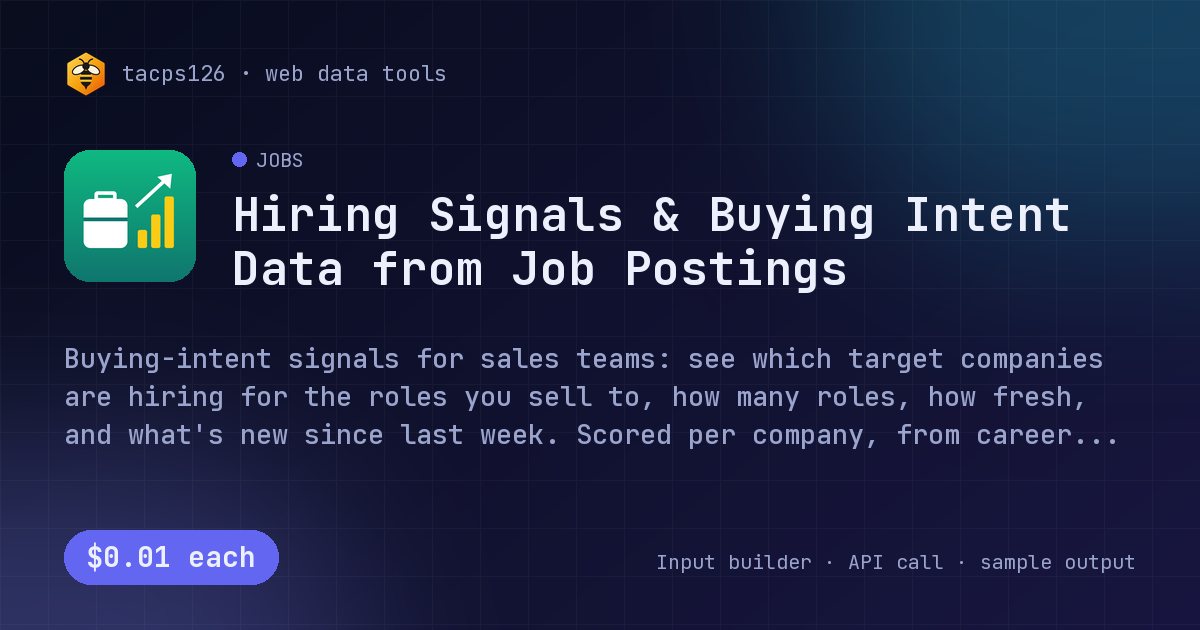 tacps126 · web data tools
JOBS
Hiring Signals & Buying Intent
Data from Job Postings
Buying-intent signals for sales teams: see which target companies
are hiring for the roles you sell to, how many roles, how fresh,
and what's new since last week. Scored per company, from career...
$0.01 each
Input builder · API call · sample output